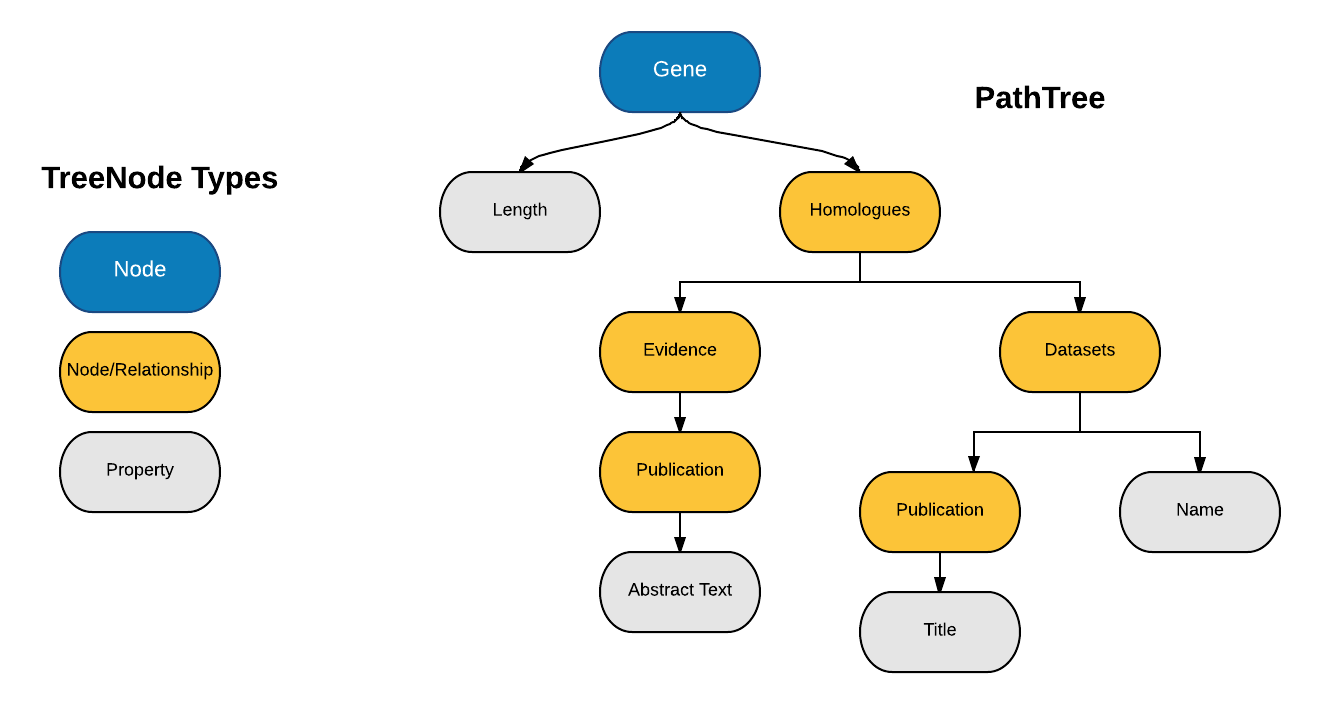 Gene
PathTree
TreeNode Types
Length
Homologues
Node
Node/Relationship
Evidence
Datasets
Property
Publication
Publication
Name
Abstract Text
Title